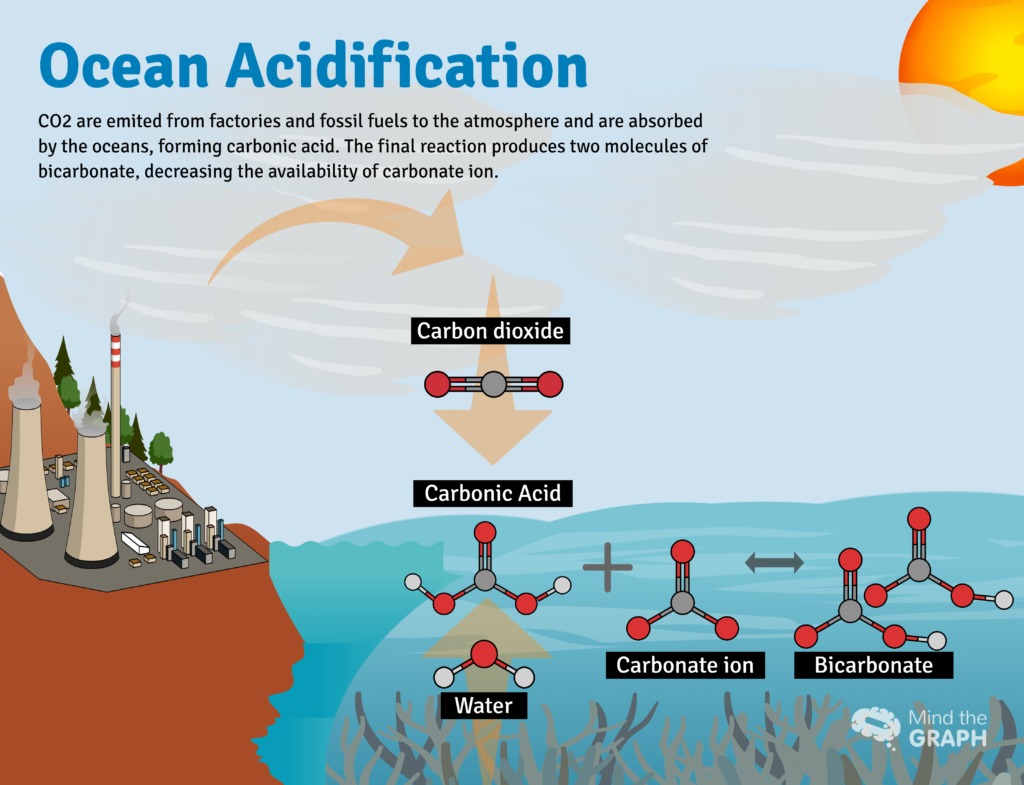 Ocean Acidification
CO2 are emited from factories and fossil fuels to the atmosphere and are absorbed
by the oceans, forming carbonic acid. The final reaction produces two molecules of
bicarbonate, decreasing the availability of carbonate ion.
Carbon dioxide
Carbonic Acid
Carbonate ion
Bicarbonate
Water
Mind the
GRAPH